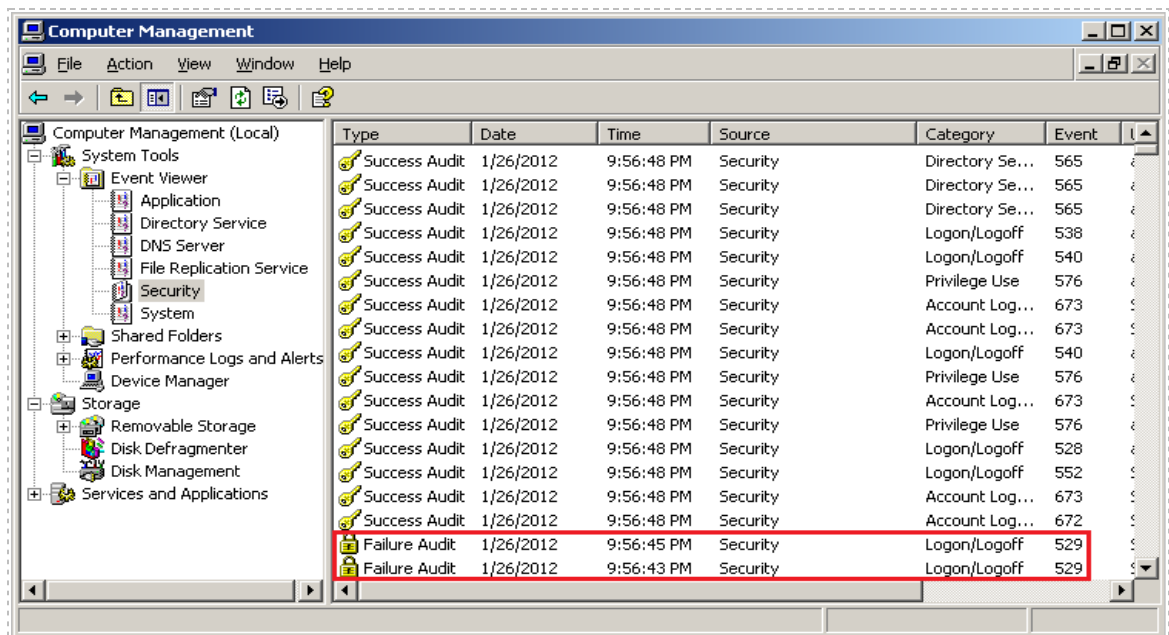 Computer Management
File Action View Window Help
Computer Management (Local)
System Tools
Event Viewer
Application
Directory Service
DNS Server
File Replication Service
Security
System
Shared Folders
Performance Logs and Alerts
Device Manager
Storage
Removable Storage
Disk Defragmenter
Disk Management
Services and Applications
Type Date Time Source Category Event
Success Audit 1/26/2012 9:56:48 PM Security Directory Se... 565
Success Audit 1/26/2012 9:56:48 PM Security Directory Se... 565
Success Audit 1/26/2012 9:56:48 PM Security Directory Se... 565
Success Audit 1/26/2012 9:56:48 PM Security Logon/Logoff 538
Success Audit 1/26/2012 9:56:48 PM Security Logon/Logoff 540
Success Audit 1/26/2012 9:56:48 PM Security Privilege Use 576
Success Audit 1/26/2012 9:56:48 PM Security Account Log... 673
Success Audit 1/26/2012 9:56:48 PM Security Account Log... 673
Success Audit 1/26/2012 9:56:48 PM Security Logon/Logoff 540
Success Audit 1/26/2012 9:56:48 PM Security Privilege Use 576
Success Audit 1/26/2012 9:56:48 PM Security Account Log... 673
Success Audit 1/26/2012 9:56:48 PM Security Privilege Use 576
Success Audit 1/26/2012 9:56:48 PM Security Logon/Logoff 528
Success Audit 1/26/2012 9:56:48 PM Security Logon/Logoff 552
Success Audit 1/26/2012 9:56:48 PM Security Account Log... 673
Success Audit 1/26/2012 9:56:48 PM Security Account Log... 672
Failure Audit 1/26/2012 9:56:45 PM Security Logon/Logoff 529
Failure Audit 1/26/2012 9:56:43 PM Security Logon/Logoff 529